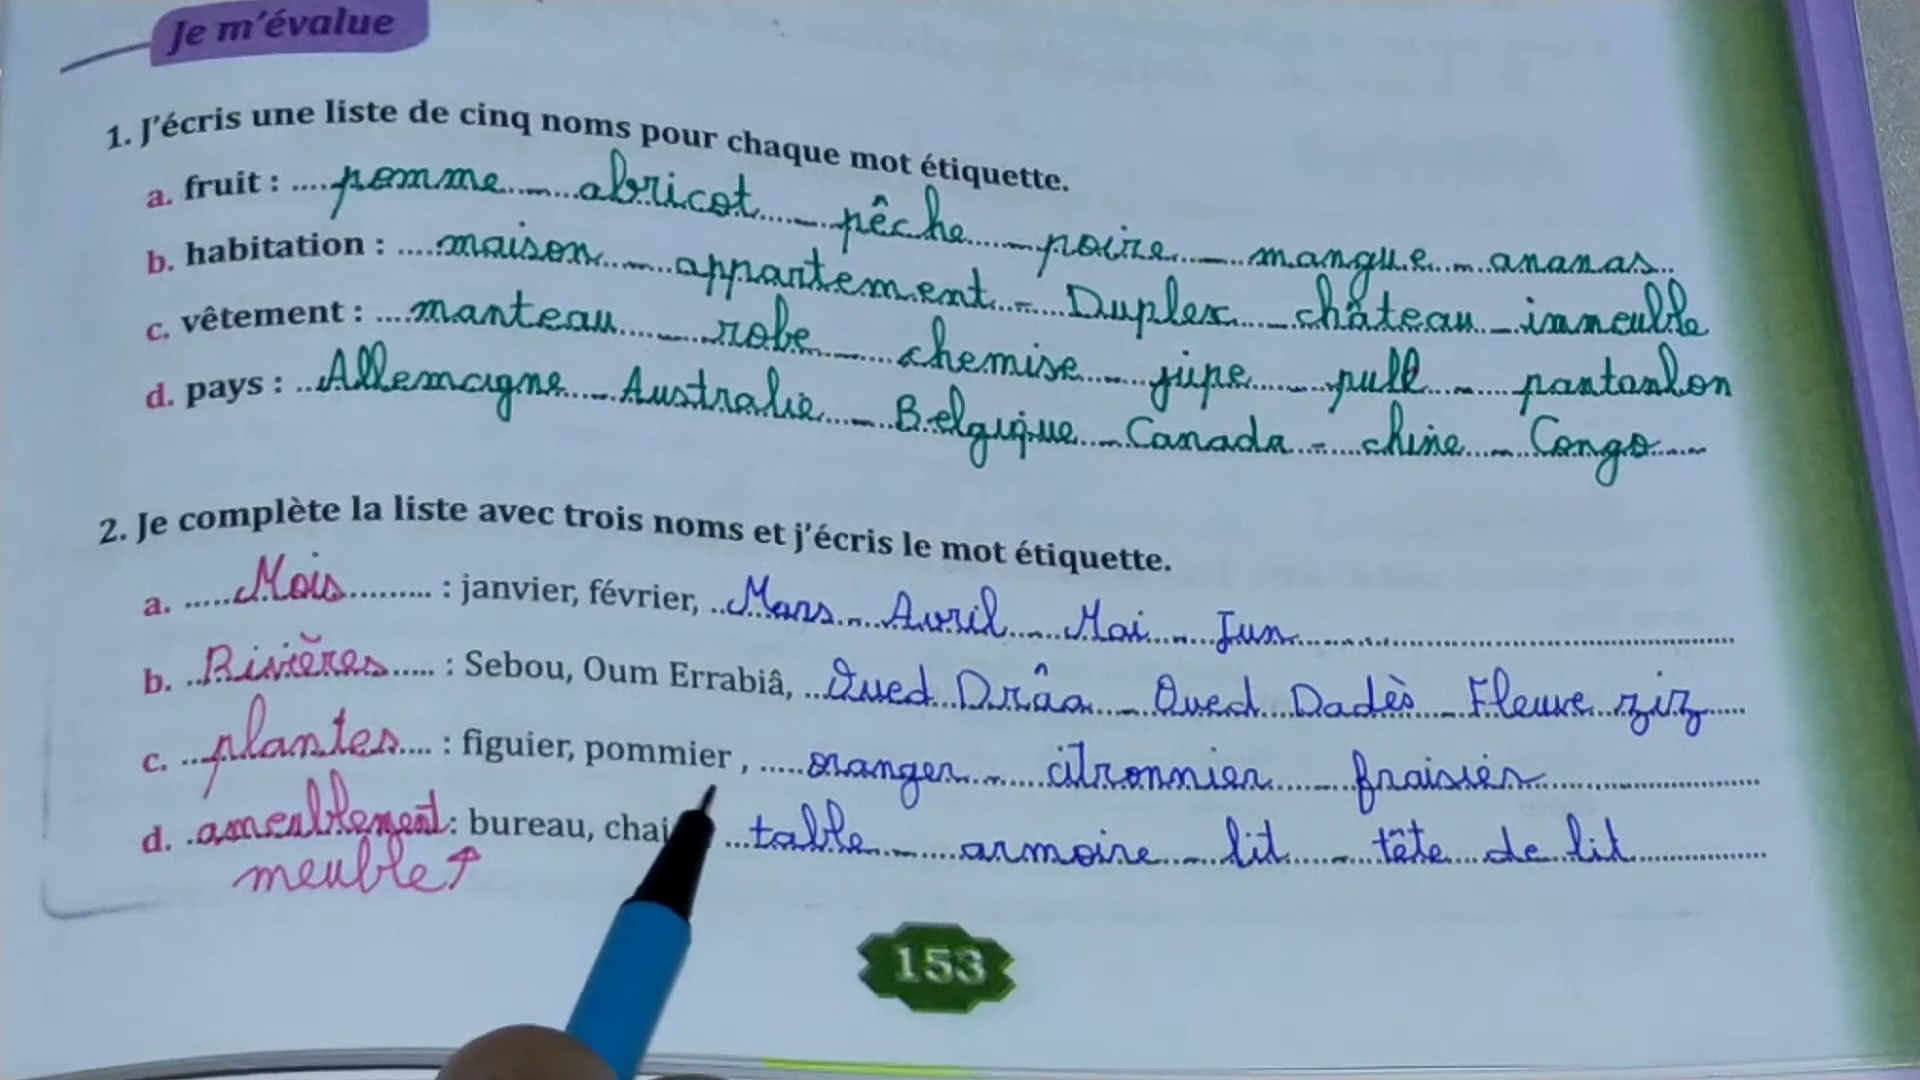 Je m'évalue
1. J'écris une liste de cinq noms pour chaque mot étiquette.
a. fruit : .... pomme ... abricot ... pêche ... poire ... mangue ... ananas..
b. habitation : .... maison ... appartement ... Duplex ... château ... immeuble
c. vêtement : .... manteau ... robe ... chemise ... jupe ... pull ... pantanlon
d. pays : .. Allemagne ... Australie ... Belgique ... Canada - ... chine ... Congo ...
2. Je complète la liste avec trois noms et j'écris le mot étiquette.
a. ..... Mois ......... : janvier, février, .. Mars ... Avril ... Mai ... Jun ...
b. .. Rivières ..... : Sebou, Oum Errabiâ, ... Oued Drâa ... Oued Dadès ... Fleuve ziz ...
c. ... plantes .... : figuier, pommier , ..... oranger ... citronnier ... fraisier ...
d. . ameublement : bureau, chai ... table ... armoire ... lit ... tête de lit ...
meuble ↑
153